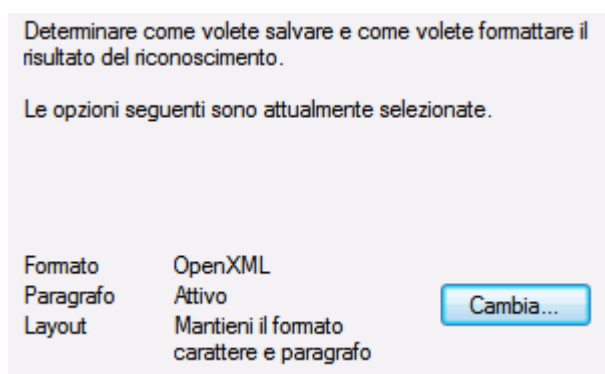 Determinare come volete salvare e come volete formattare il
risultato del riconoscimento.
Le opzioni seguenti sono attualmente selezionate.
Formato OpenXML
Paragrafo Attivo
Layout Mantieni il formato
carattere e paragrafo
Cambia...